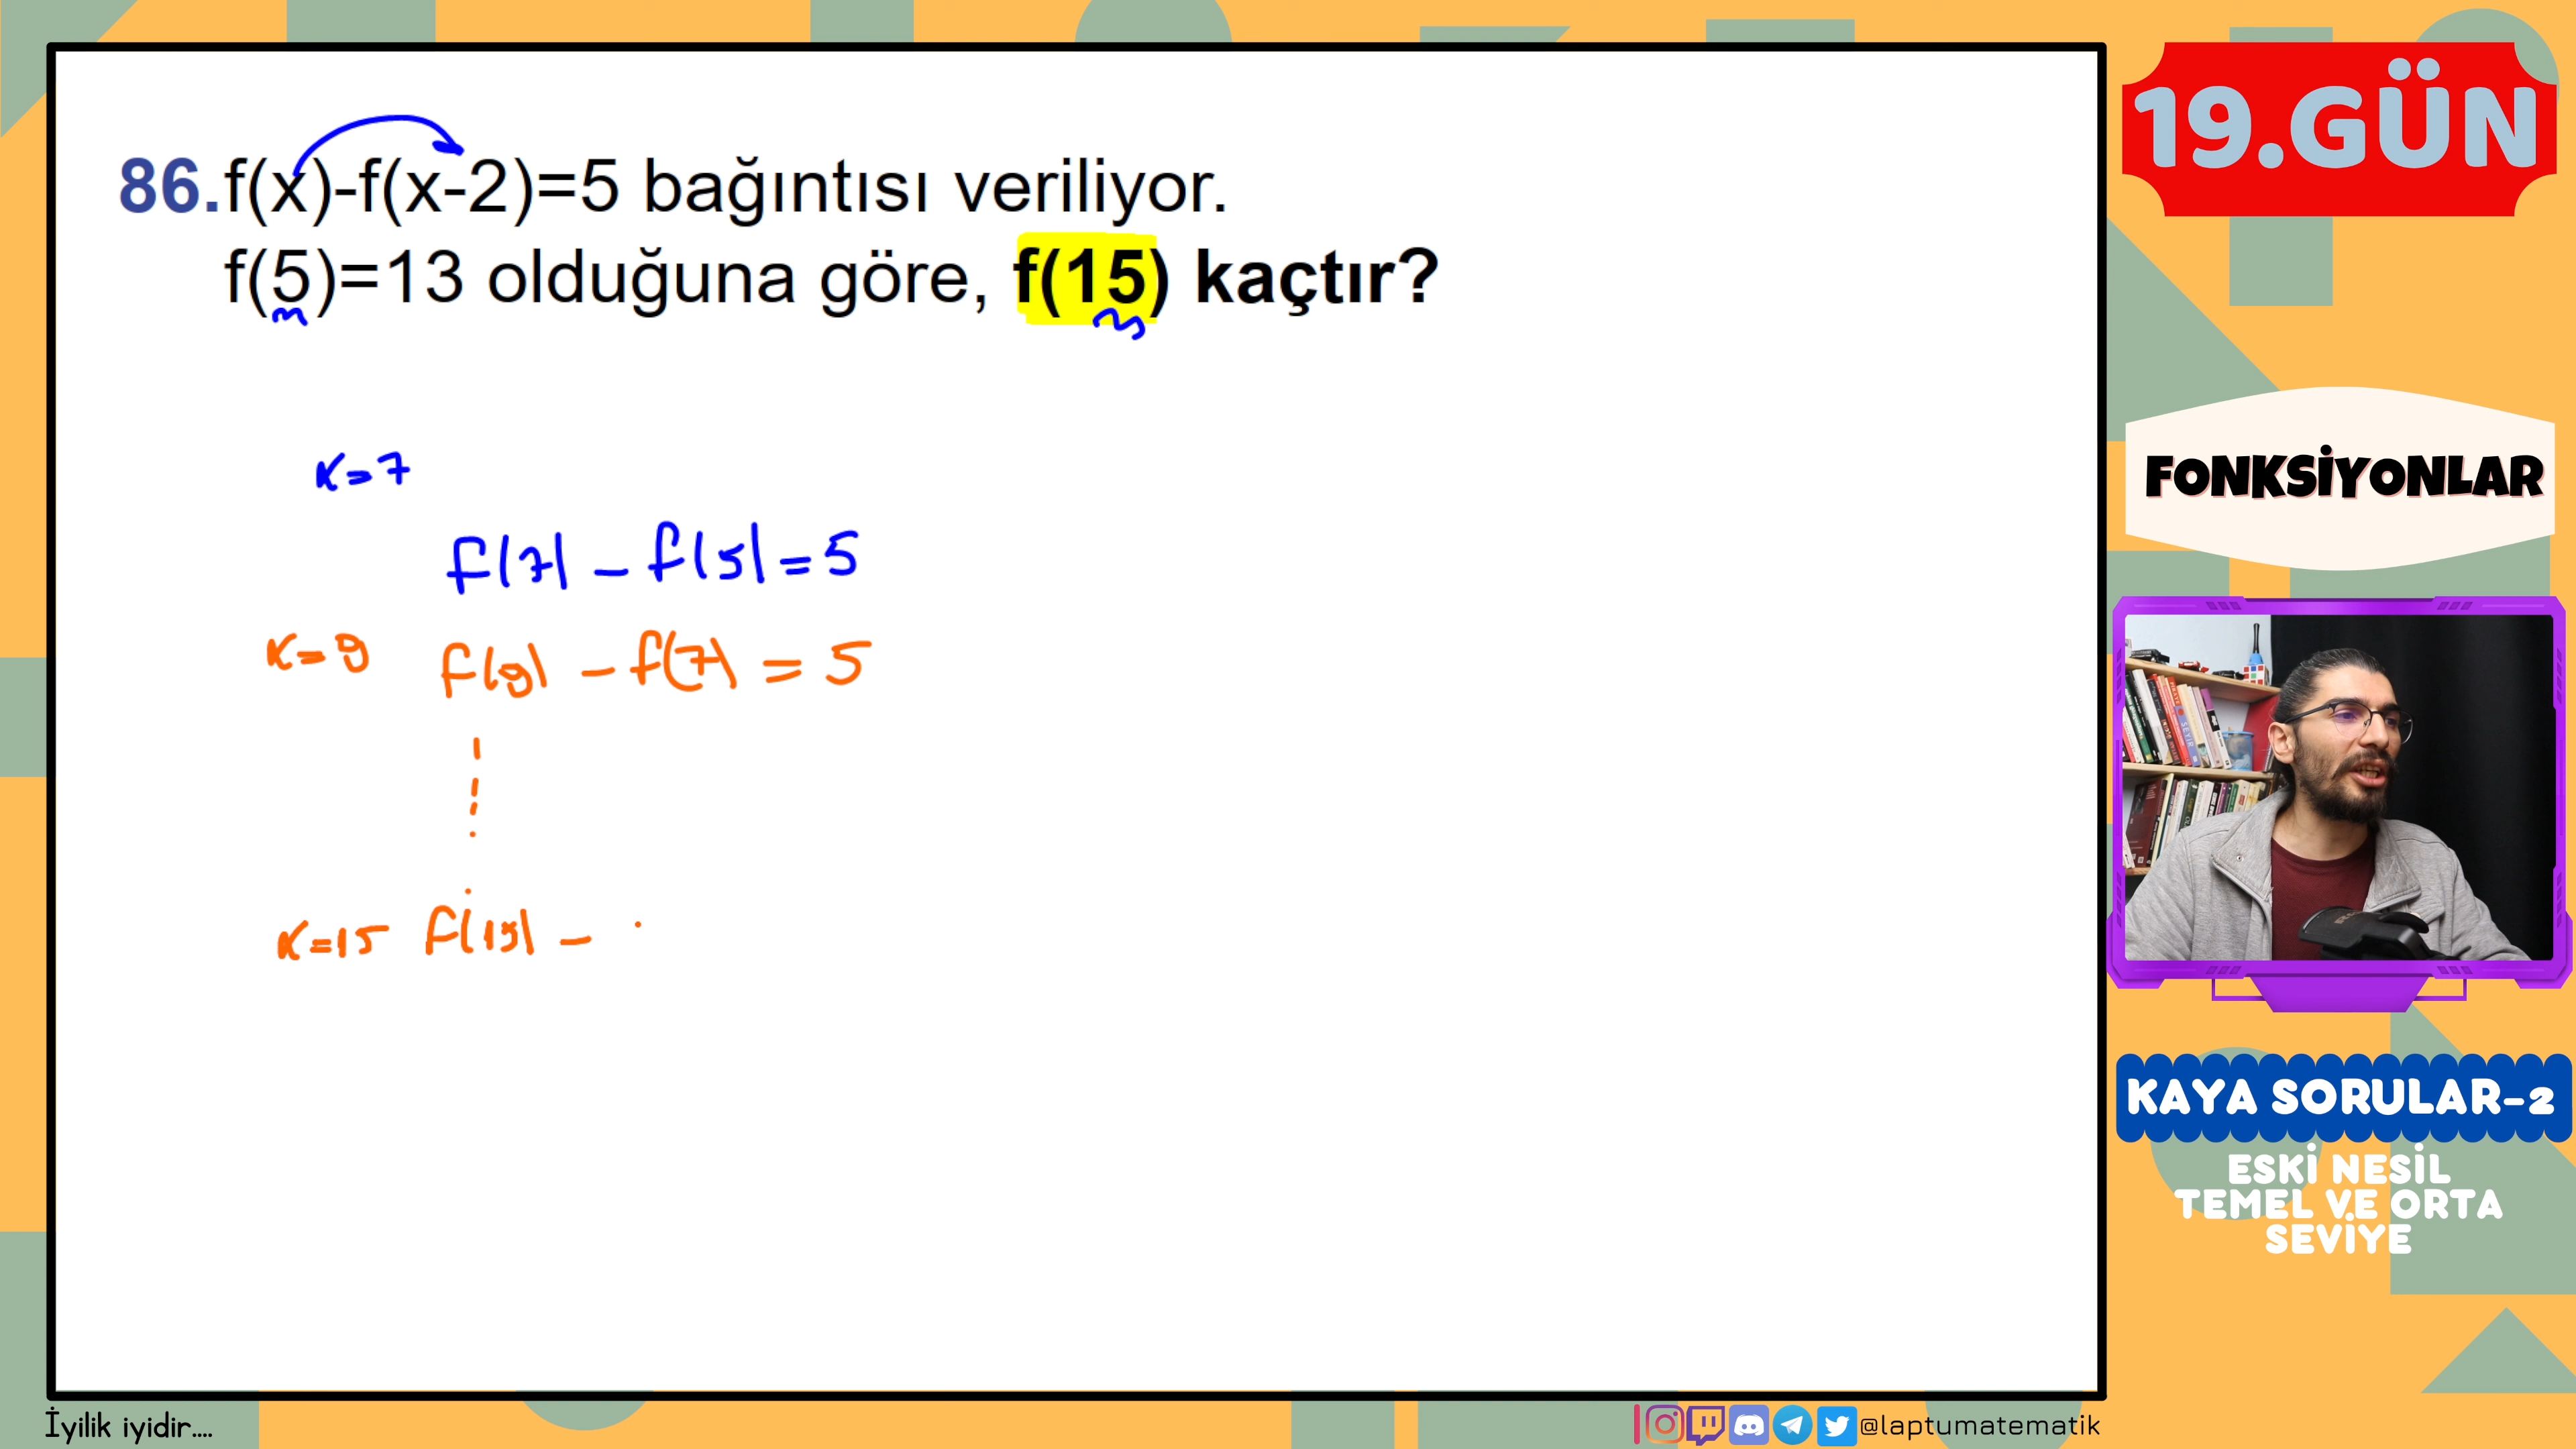 86.f(x)-f(x-2)=5 bağıntısı veriliyor.
f(5)=13 olduğuna göre, f(15) kaçtır?
x=7
f(7) - f(5) = 5
x=9 f(9) - f(7) = 5
x=15 f(15) -
19.GÜN
FONKSİYONLAR
KAYA SORULAR-2
ESKİ NESİL
TEMEL VE ORTA
SEVİYE
İyilik iyidir....
@laptumatematik